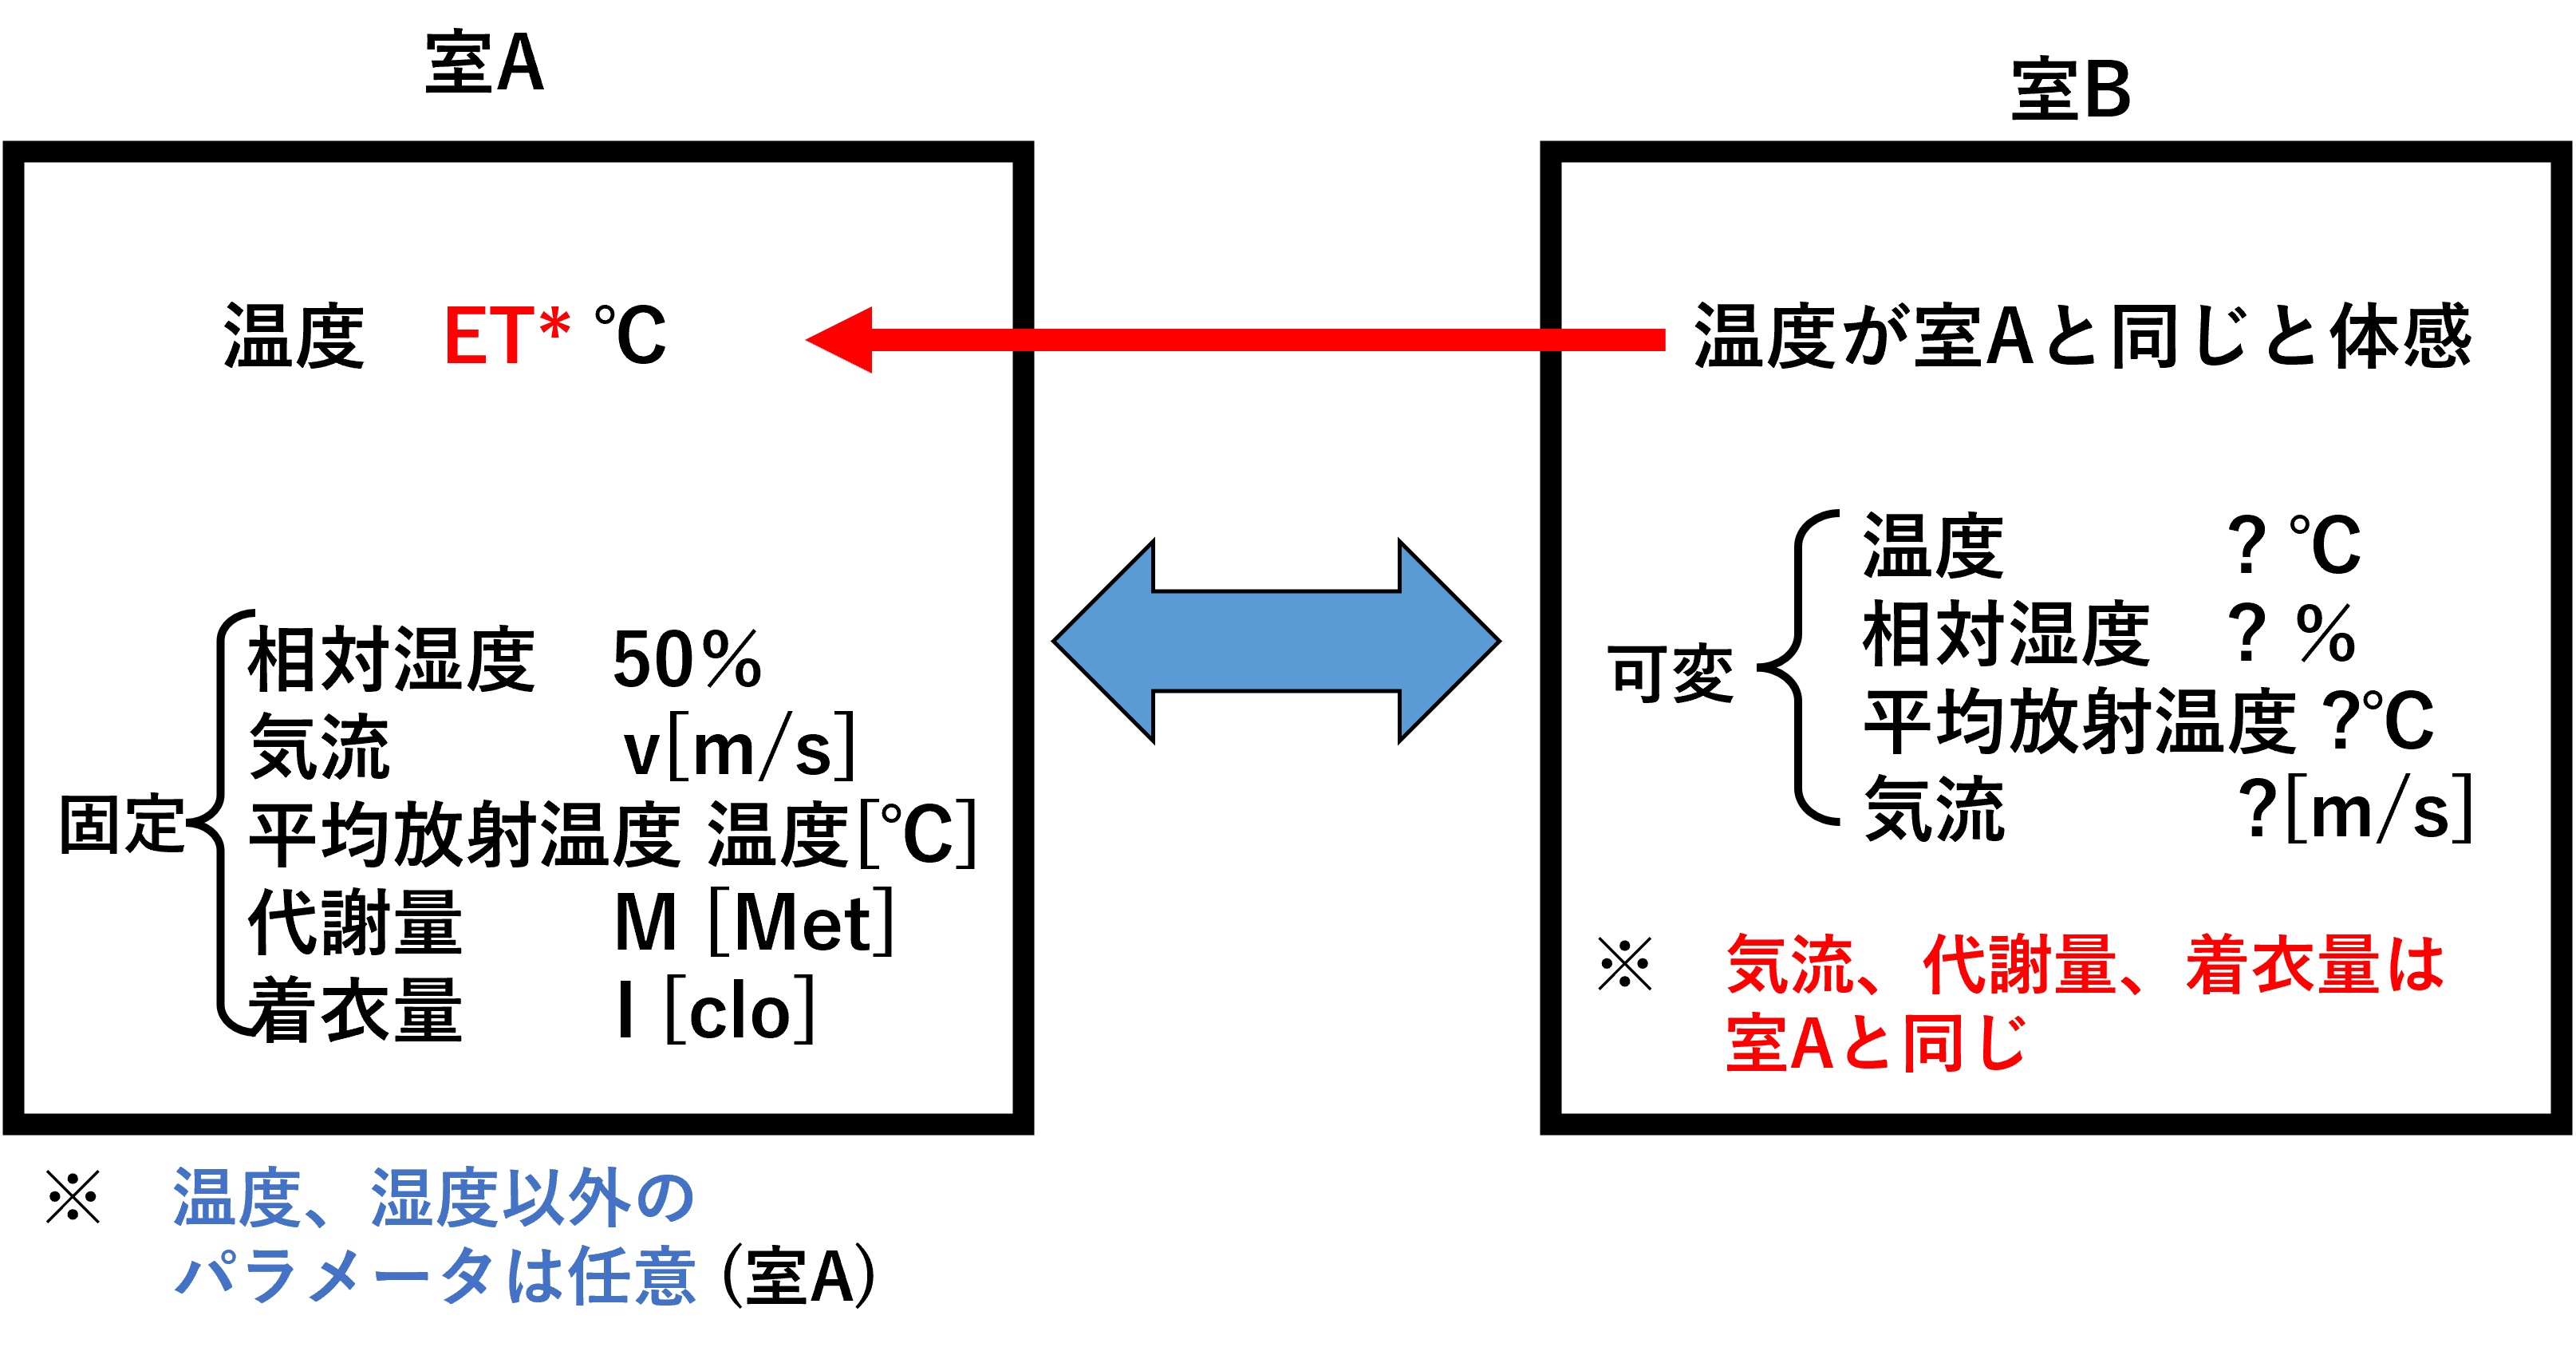 室A
温度 ET* ℃
固定
相対湿度 50%
気流 v[m/s]
平均放射温度 温度[℃]
代謝量 M [Met]
着衣量 I [clo]
※ 温度、湿度以外の
パラメータは任意 (室A)
室B
温度が室Aと同じと体感
可変
温度 ? ℃
相対湿度 ? %
平均放射温度 ?℃
気流 ?[m/s]
※ 気流、代謝量、着衣量は
室Aと同じ